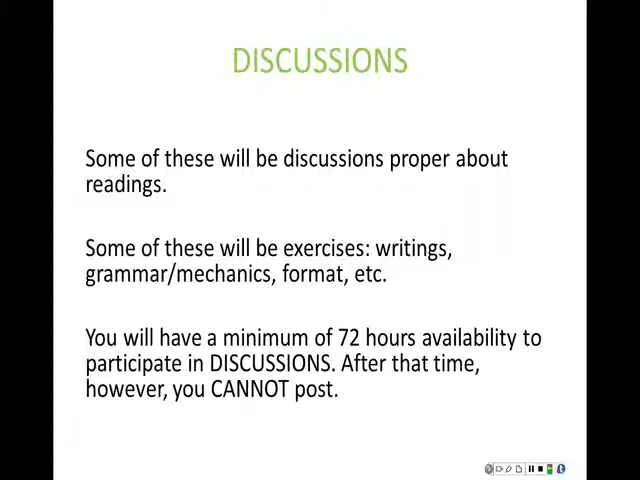 DISCUSSIONS
Some of these will be discussions proper about
readings.
Some of these will be exercises: writings,
grammar/mechanics, format, etc.
You will have a minimum of 72 hours availability to
participate in DISCUSSIONS. After that time,
however, you CANNOT post.